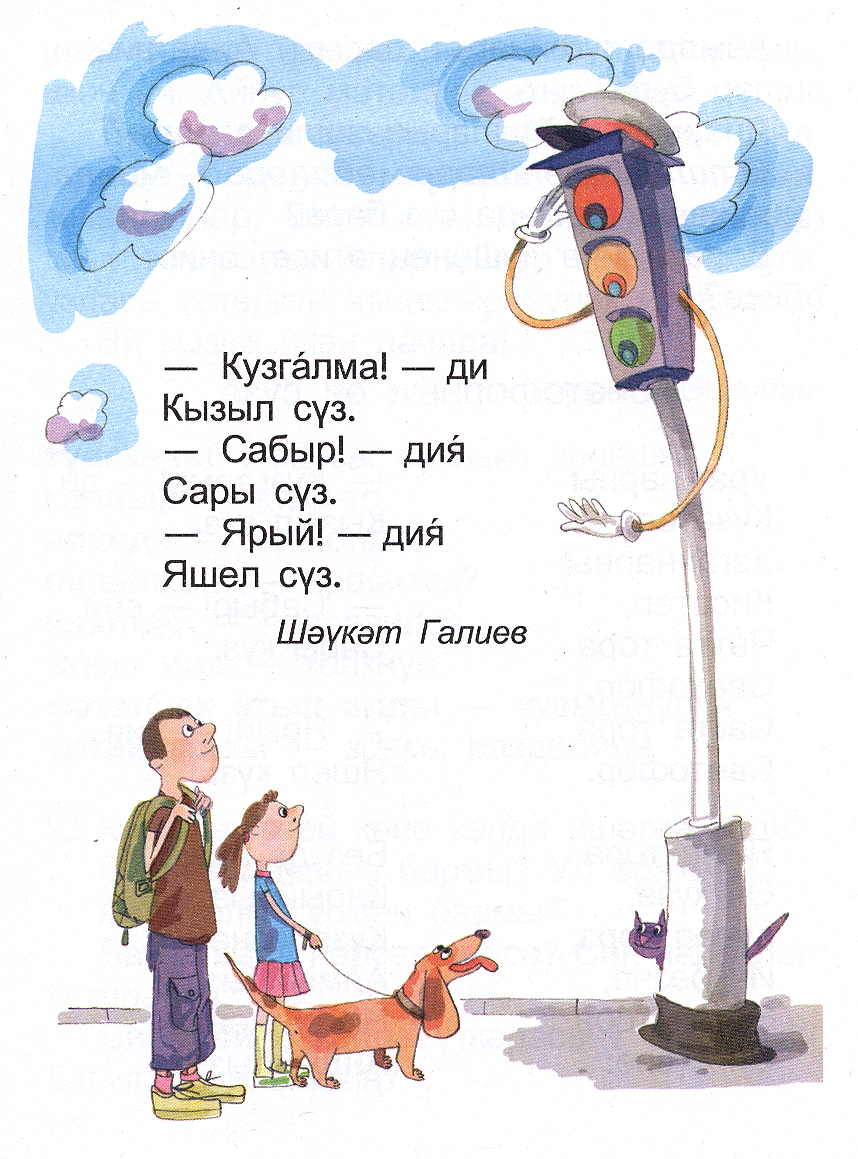 — Кузга́лма! — ди
Кызыл сүз.
— Сабыр! — дия́
Сары сүз.
— Ярый! — дия́
Яшел сүз.
Шәүкәт Галиев